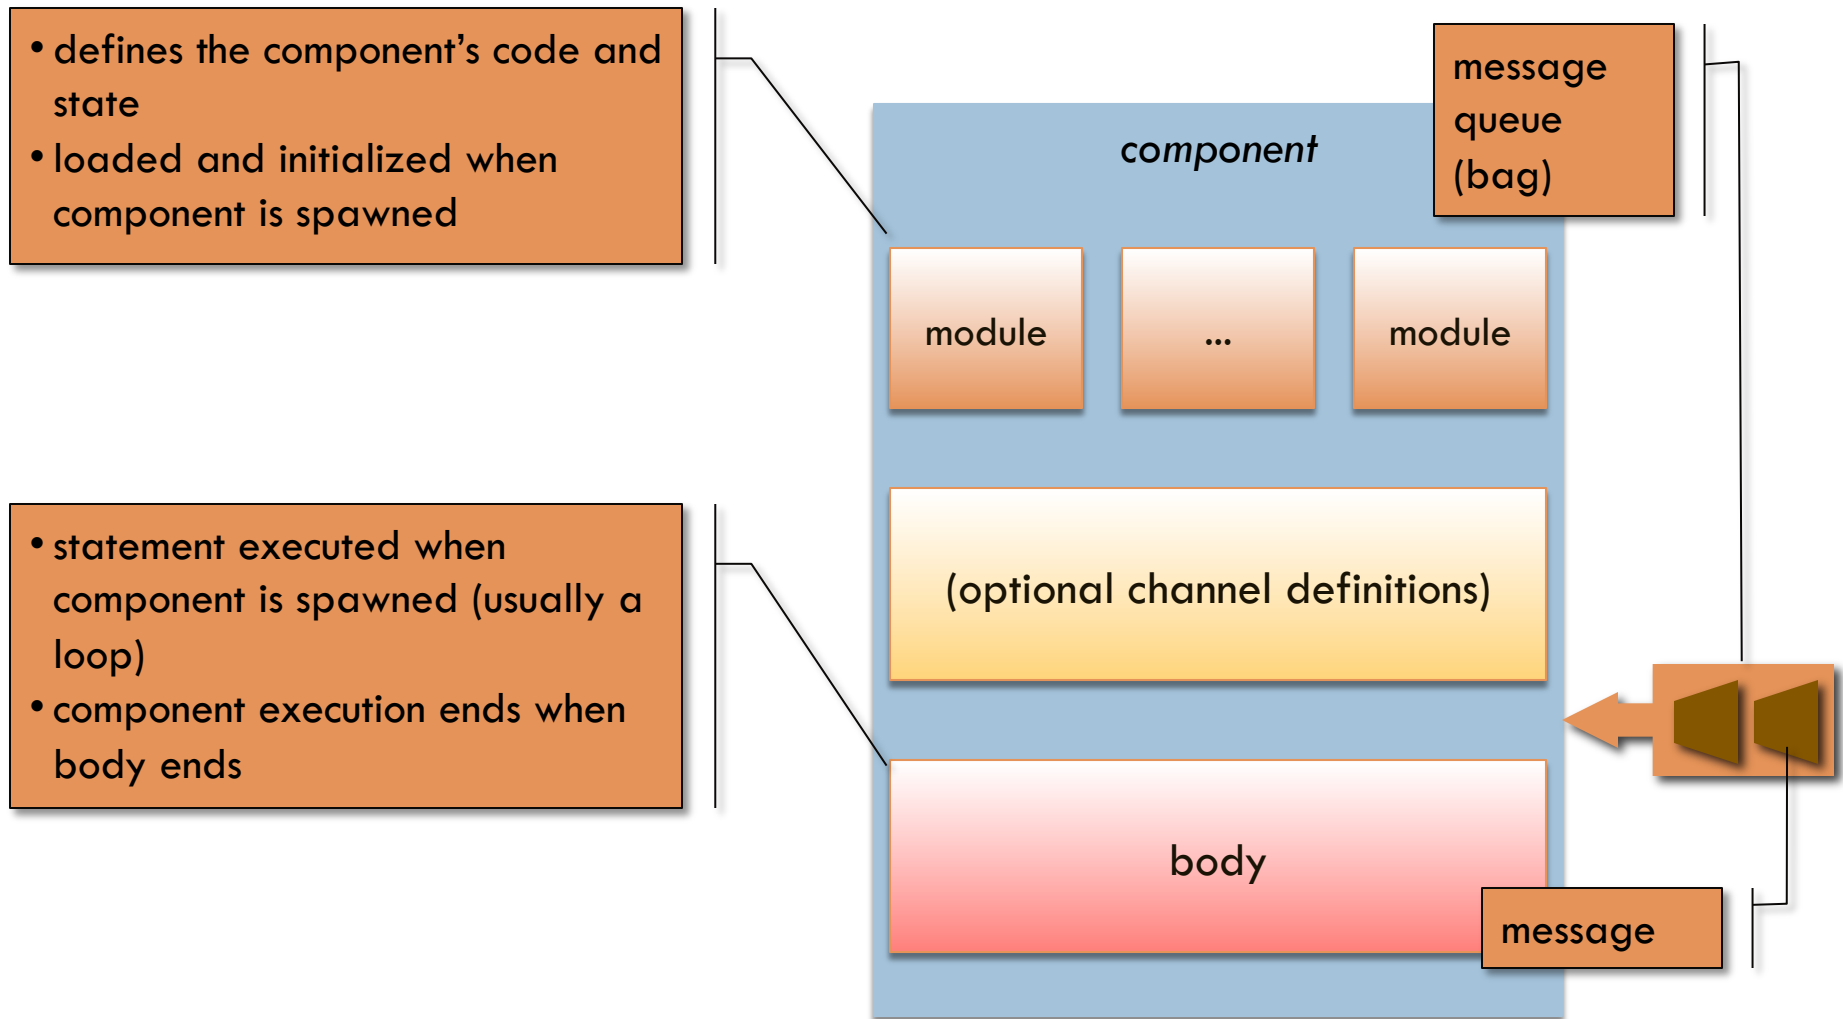 • defines the component’s code and
state
• loaded and initialized when
component is spawned
message
queue
(bag)
component
module
...
module
• statement executed when
component is spawned (usually a
loop)
• component execution ends when
body ends
(optional channel definitions)
body
message